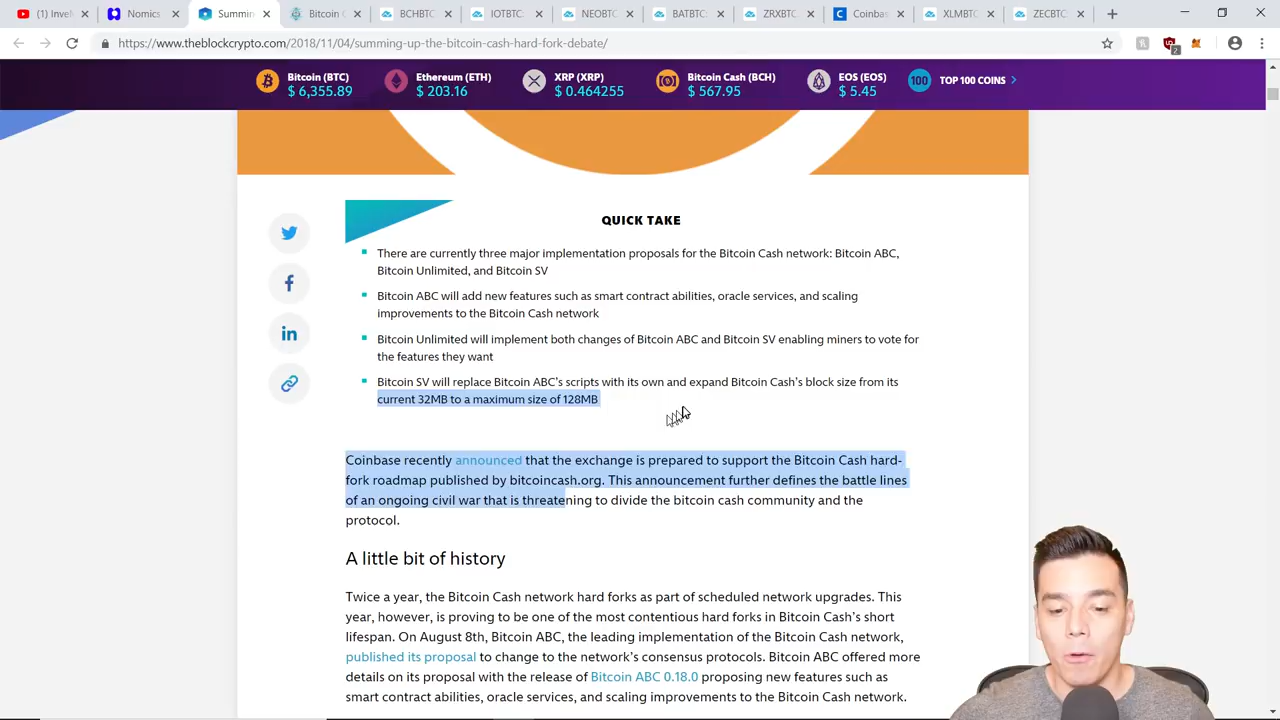 (1) Inve
Nomics
Summin
Bitcoin C
BCHBTC
IOTBTC.
NEOBTC
BATBTC
ZRXBTC
Coinbas
XLMBTC
ZECBTC
https://www.theblockcrypto.com/2018/11/04/summing-up-the-bitcoin-cash-hard-fork-debate/
2
Bitcoin (BTC)
$ 6,355.89
Ethereum (ETH)
$ 203.16
XRP (XRP)
$ 0.464255
Bitcoin Cash (BCH)
$ 567.95
EOS (EOS)
$ 5.45
100
TOP 100 COINS
QUICK TAKE
There are currently three major implementation proposals for the Bitcoin Cash network: Bitcoin ABC,
Bitcoin Unlimited, and Bitcoin SV
Bitcoin ABC will add new features such as smart contract abilities, oracle services, and scaling
improvements to the Bitcoin Cash network
Bitcoin Unlimited will implement both changes of Bitcoin ABC and Bitcoin SV enabling miners to vote for
the features they want
Bitcoin SV will replace Bitcoin ABC's scripts with its own and expand Bitcoin Cash's block size from its
current 32MB to a maximum size of 128MB
Coinbase recently announced that the exchange is prepared to support the Bitcoin Cash hard-
fork roadmap published by bitcoincash.org. This announcement further defines the battle lines
of an ongoing civil war that is threatening to divide the bitcoin cash community and the
protocol.
A little bit of history
Twice a year, the Bitcoin Cash network hard forks as part of scheduled network upgrades. This
year, however, is proving to be one of the most contentious hard forks in Bitcoin Cash's short
lifespan. On August 8th, Bitcoin ABC, the leading implementation of the Bitcoin Cash network,
published its proposal to change to the network's consensus protocols. Bitcoin ABC offered more
details on its proposal with the release of Bitcoin ABC 0.18.0 proposing new features such as
smart contract abilities, oracle services, and scaling improvements to the Bitcoin Cash network.